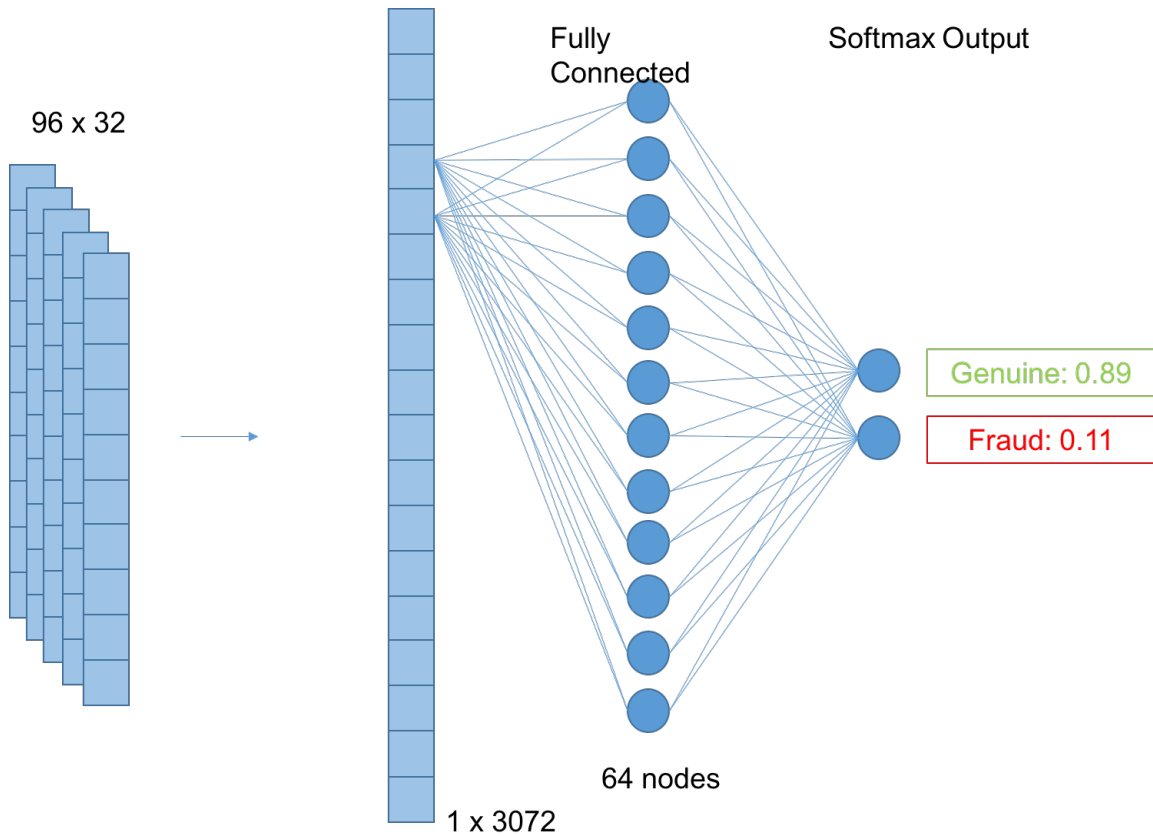 96 x 32
Fully
Connected
Softmax Output
Genuine: 0.89
Fraud: 0.11
64 nodes
1 x 3072